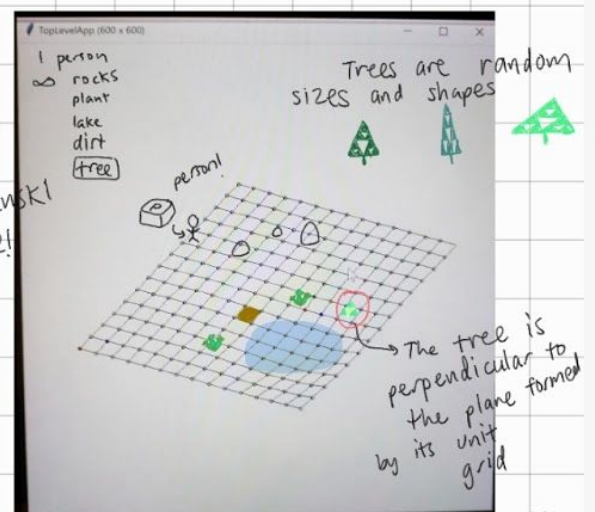 TopLevelApp (600 x 600)
1 person
∞ rocks
plant
lake
dirt
tree
Trees are random
sizes and shapes
person!
P
The tree is
perpendicular to
the plane formed
by its unit
grid